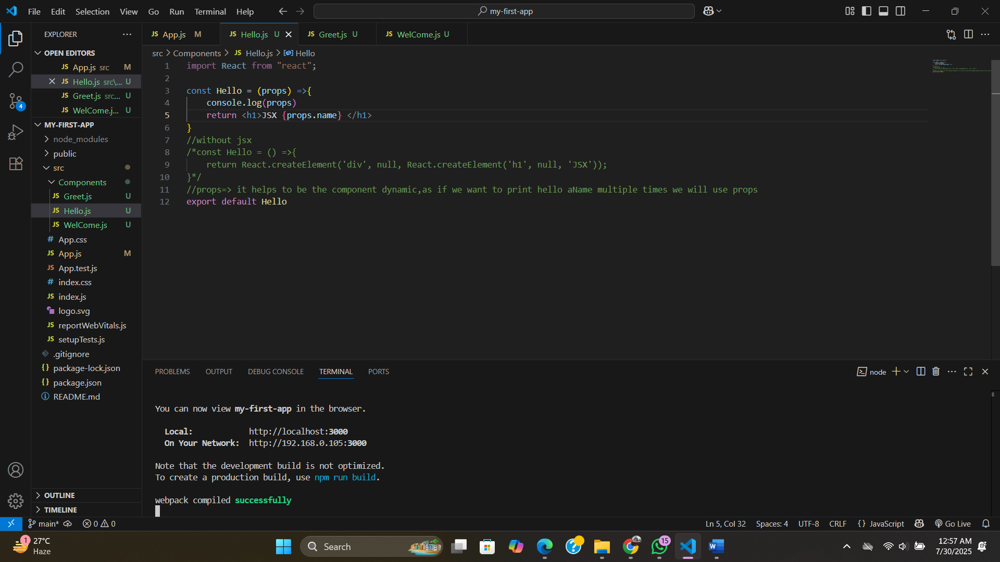 File Edit Selection View Go Run Terminal Help
my-first-app
EXPLORER
OPEN EDITORS
JS App.js src M
JS Hello.js src\... U
JS Greet.js src... U
JS WelCome.j... U
MY-FIRST-APP
node_modules
public
src
Components
JS Greet.js U
JS Hello.js U
JS WelCome.js U
# App.css
JS App.js M
JS App.test.js
# index.css
JS index.js
logo.svg
JS reportWebVitals.js
JS setupTests.js
.gitignore
{} package-lock.json
{} package.json
README.md
OUTLINE
TIMELINE
4
JS App.js M
JS Hello.js U
JS Greet.js U
JS WelCome.js U
src > Components > JS Hello.js > Hello
1 import React from "react";
2
3 const Hello = (props) =>{
4 console.log(props)
5 return <h1>JSX {props.name} </h1>
6 }
7 //without jsx
8 /*const Hello = () =>{
9 return React.createElement('div', null, React.createElement('h1', null, 'JSX'));
10 }*/
11 //props=> it helps to be the component dynamic,as if we want to print hello aName multiple times we will use props
12 export default Hello
PROBLEMS OUTPUT DEBUG CONSOLE TERMINAL PORTS
node
You can now view my-first-app in the browser.
Local: http://localhost:3000
On Your Network: http://192.168.0.105:3000
Note that the development build is not optimized.
To create a production build, use npm run build.
webpack compiled successfully
main* 0 0
Ln 5, Col 32 Spaces: 4 UTF-8 CRLF {} JavaScript Go Live
1
27°C
Haze
Search
15
12:57 AM
7/30/2025